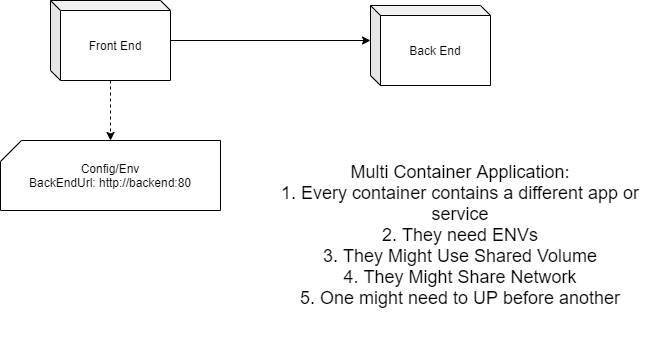 Front End
Back End
Config/Env
BackEndUrl: http://backend:80
Multi Container Application:
1. Every container contains a different app or
service
2. They need ENVs
3. They Might Use Shared Volume
4. They Might Share Network
5. One might need to UP before another